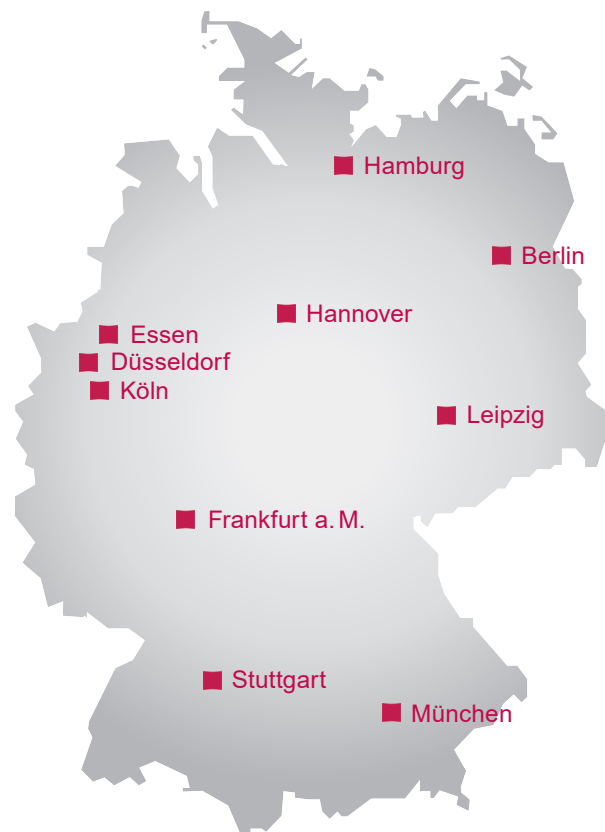 Hamburg
Berlin
Hannover
Essen
Düsseldorf
Köln
Leipzig
Frankfurt a. M.
Stuttgart
München